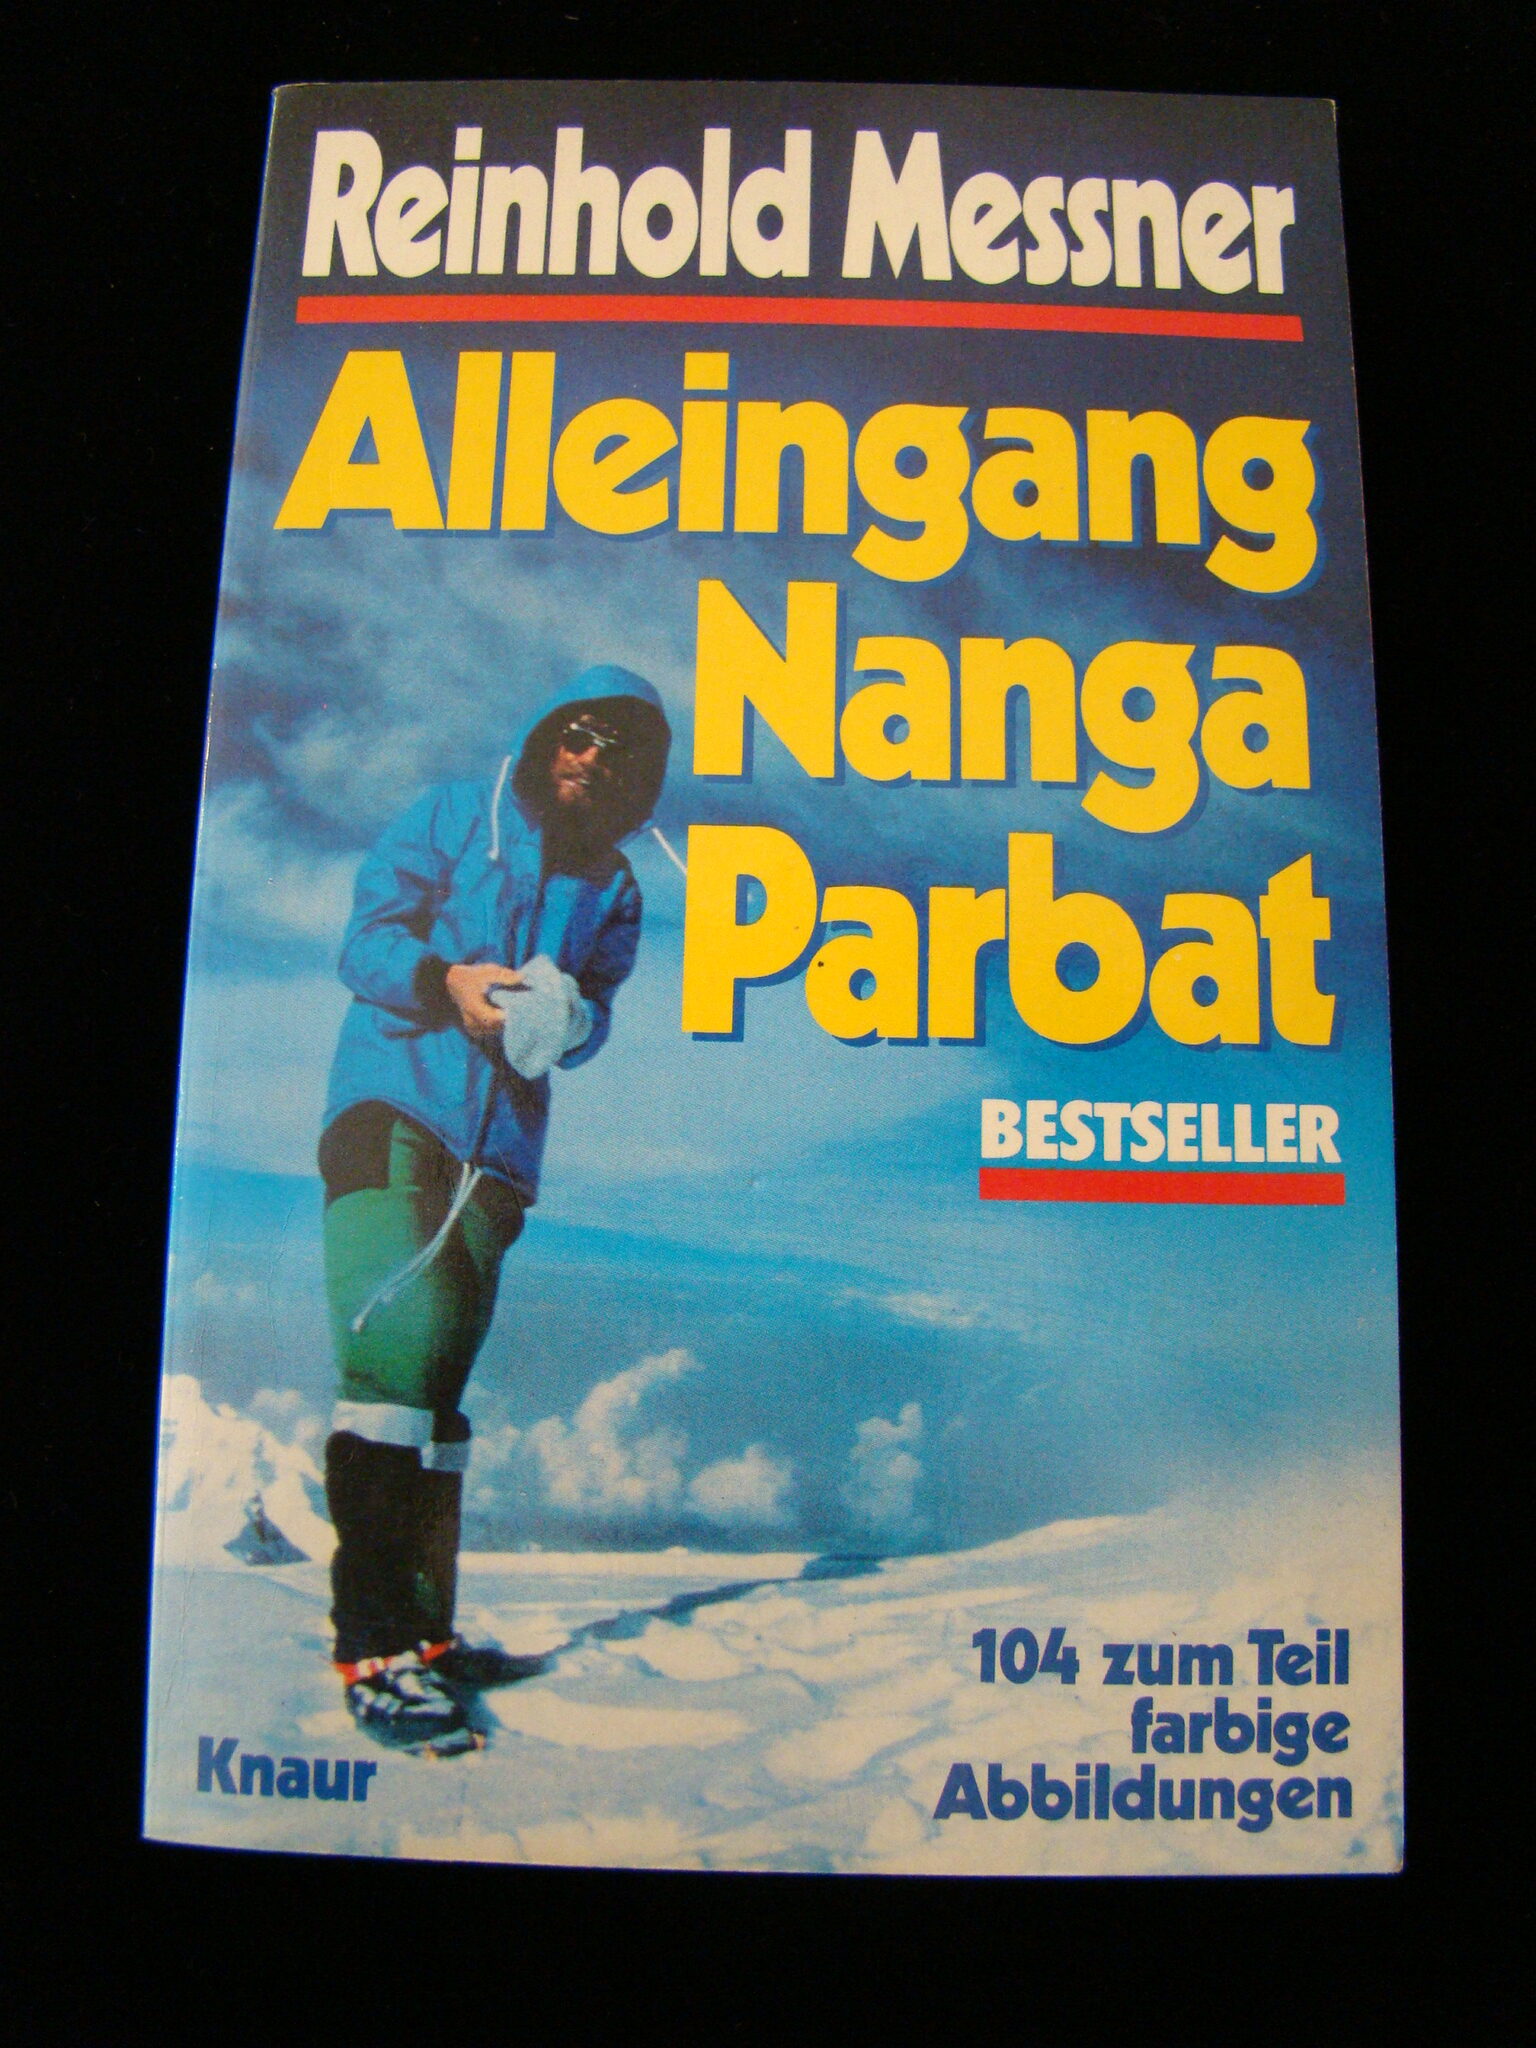 Reinhold Messner
Alleingang
Nanga
Parbat
BESTSELLER
104 zum Teil
farbige
Abbildungen
Knaur